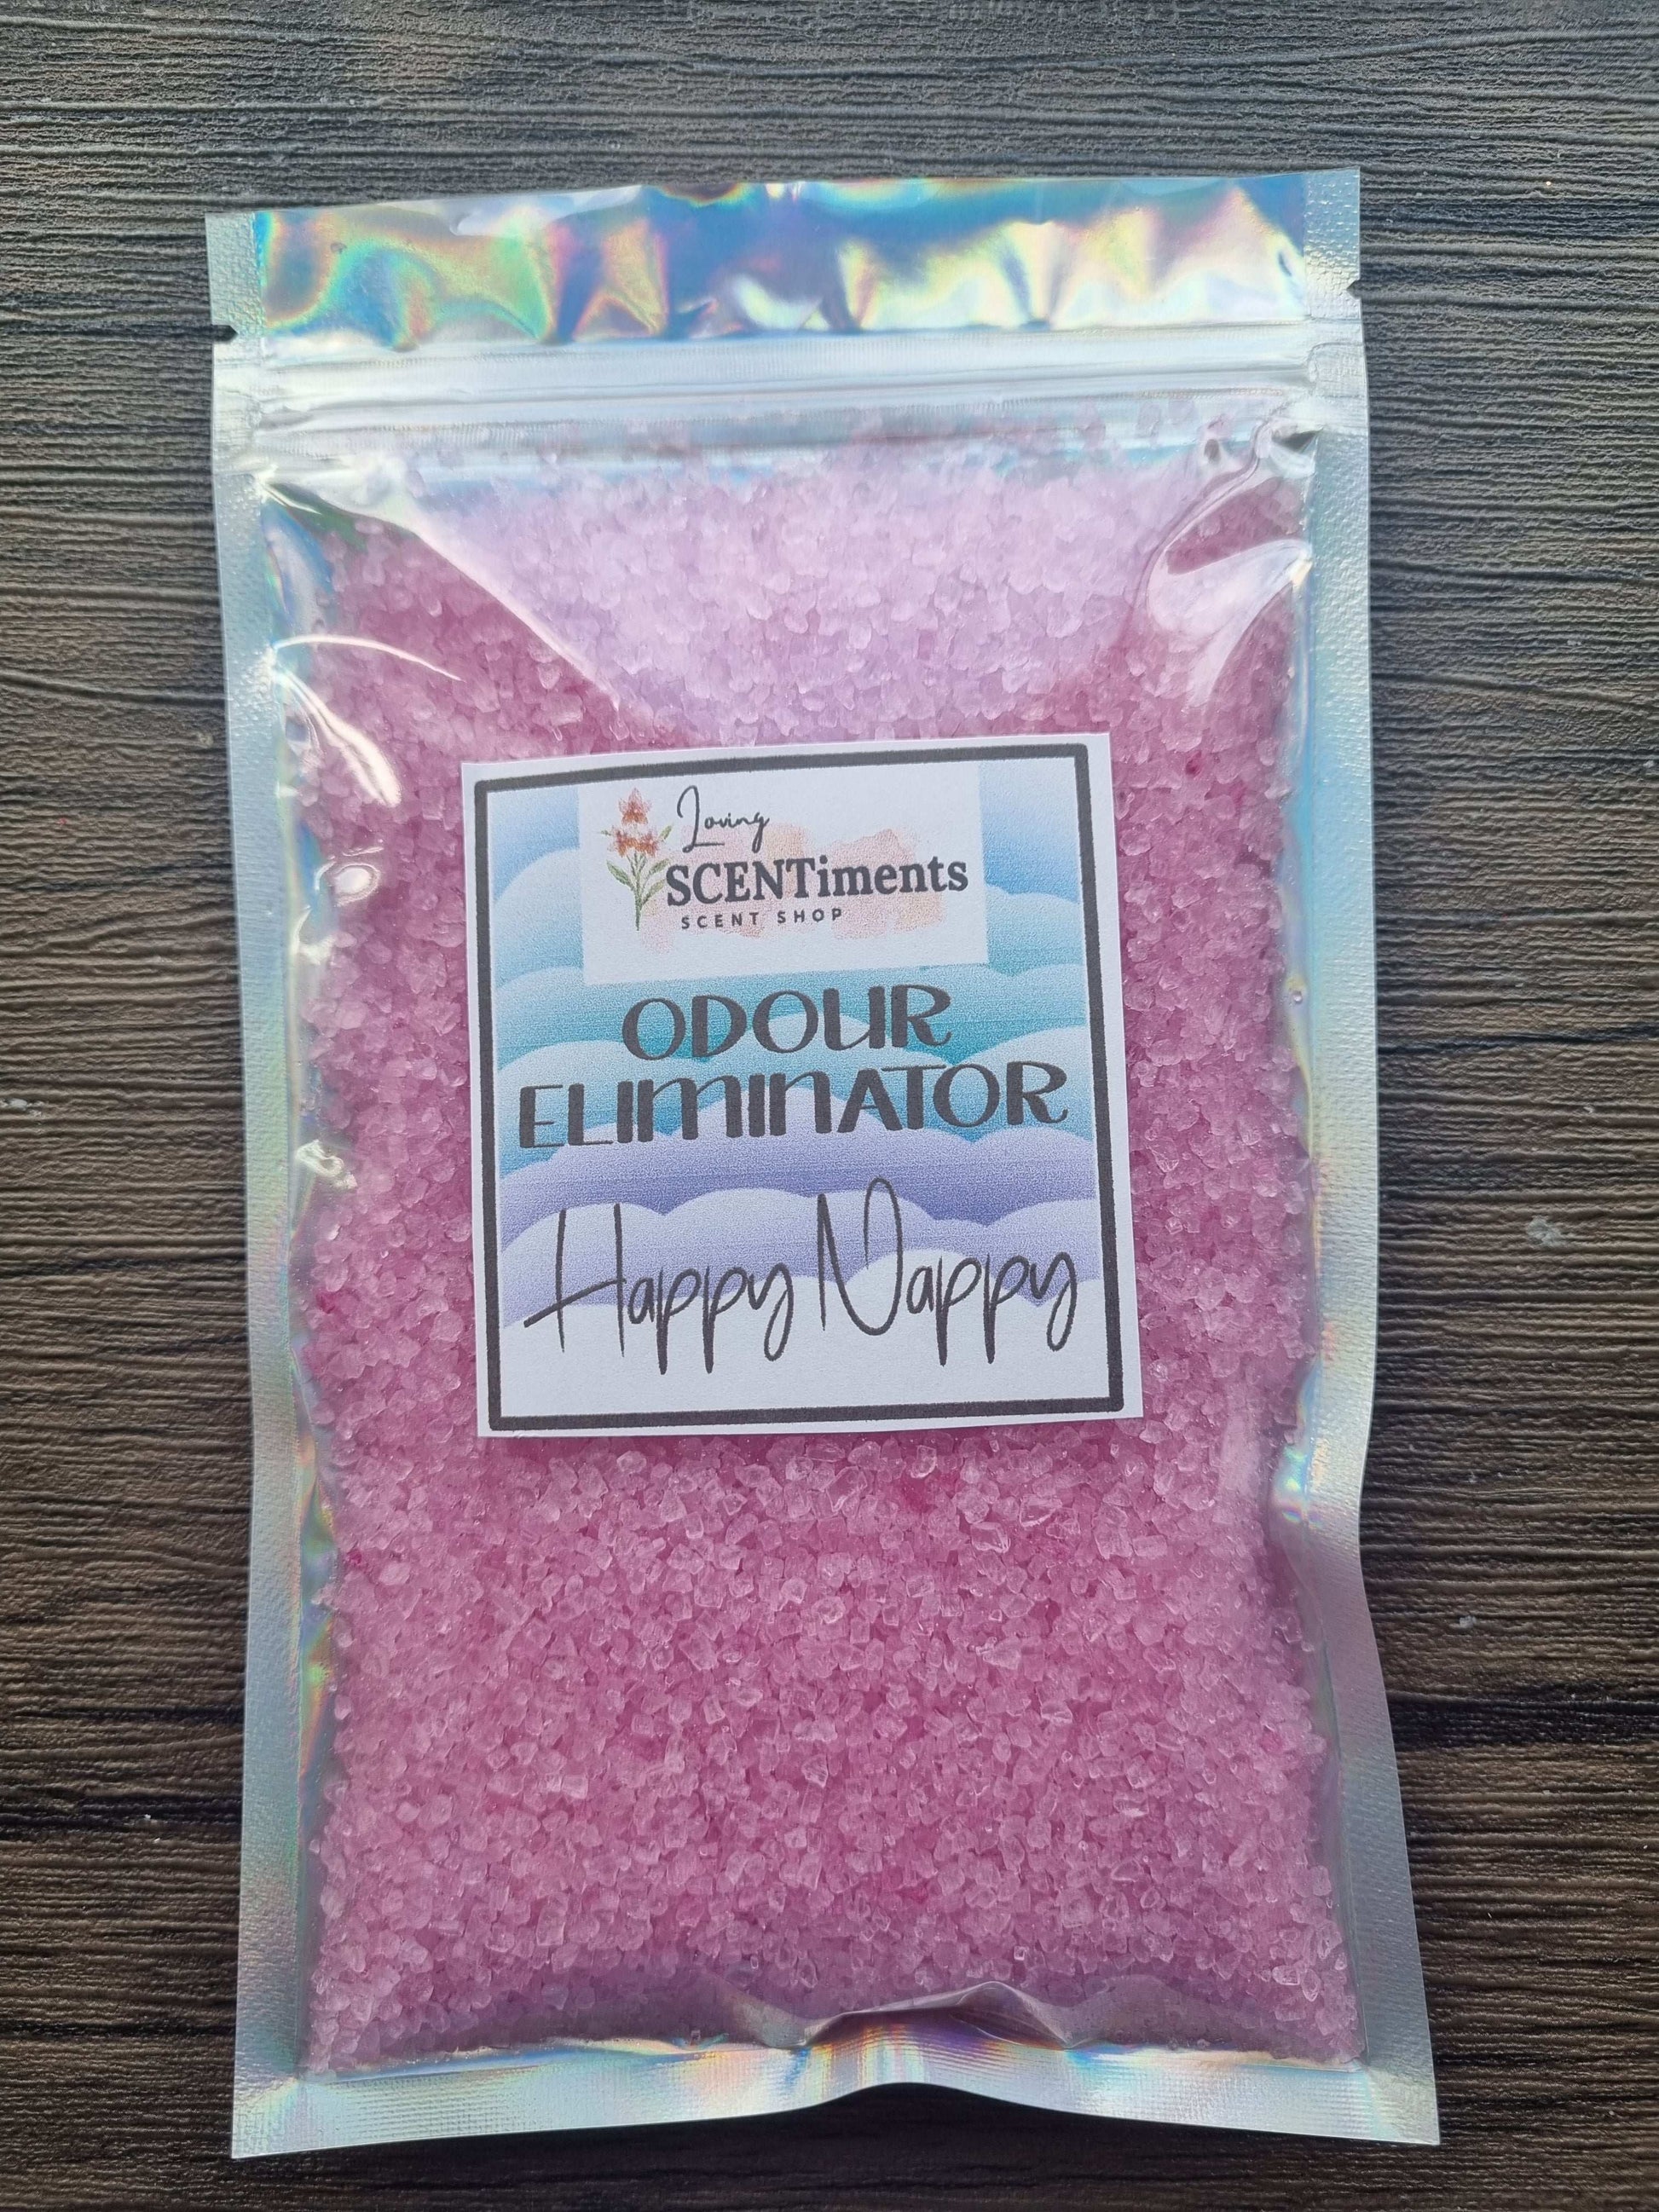 Loving
SCENTiments
SCENT SHOP
ODOUR
ELIMINATOR
Happy Nappy